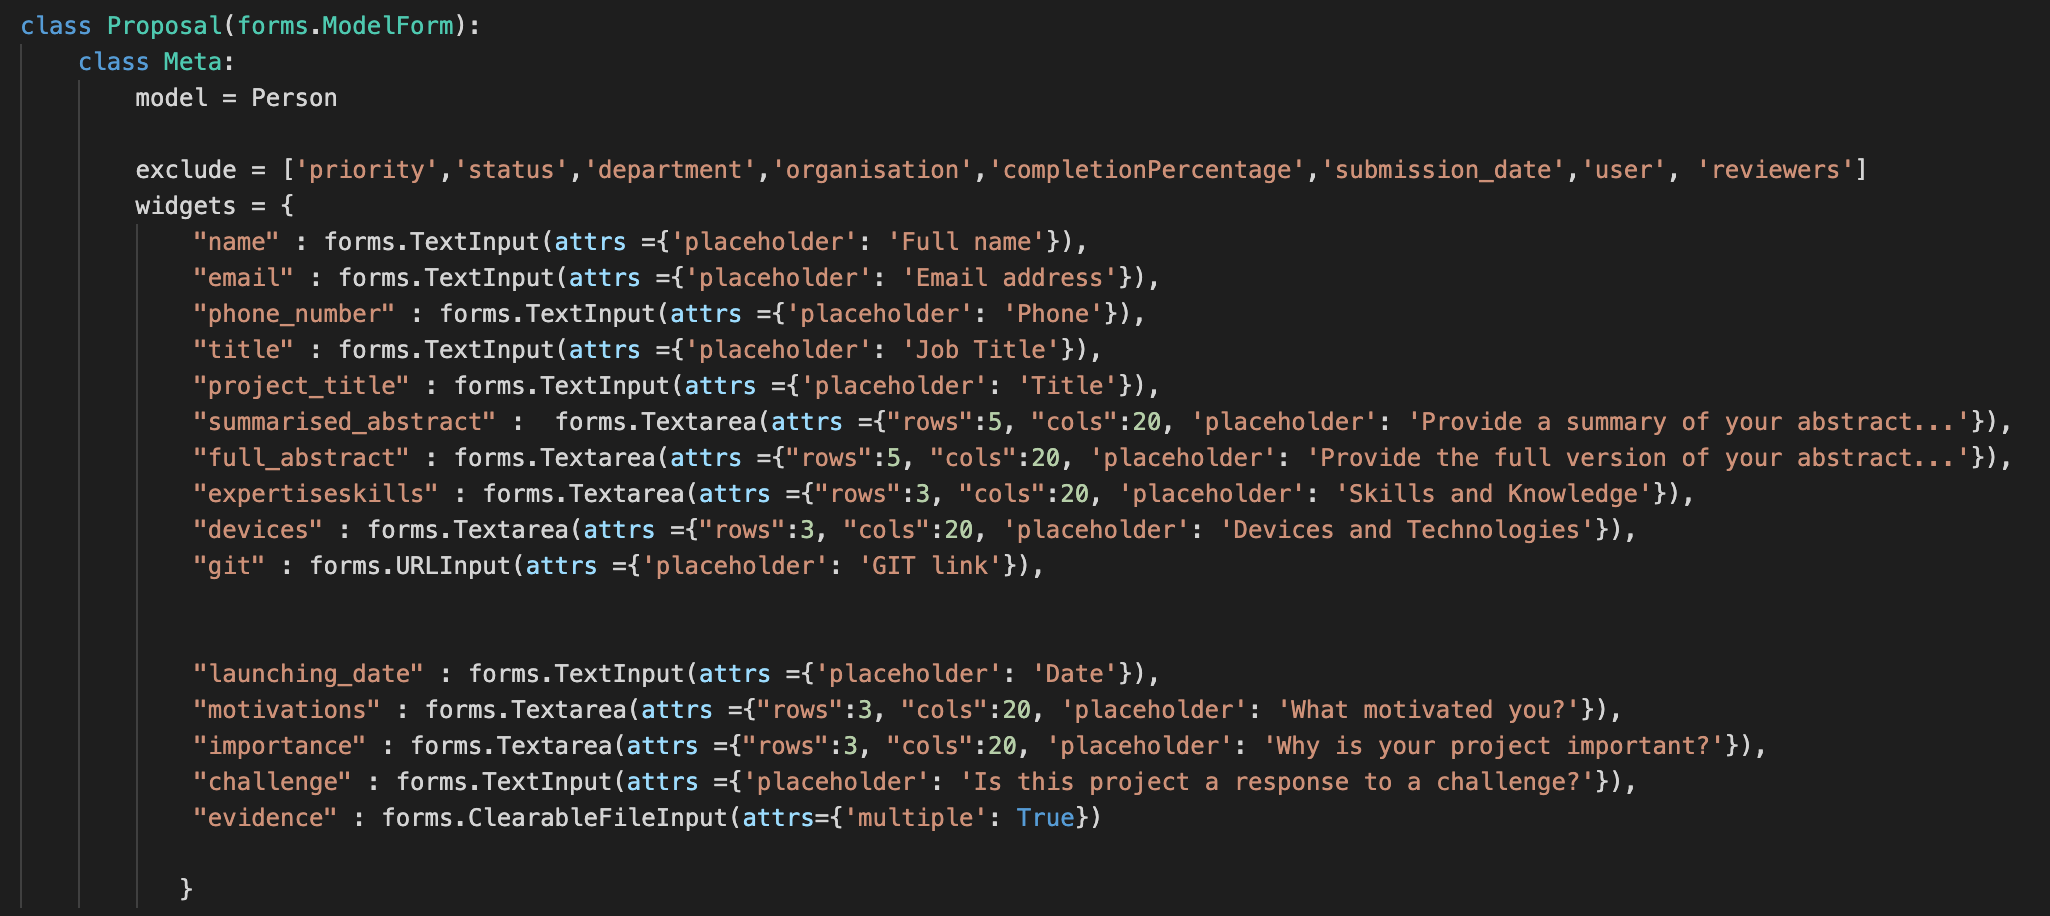 class Proposal(forms.ModelForm):
    class Meta:
        model = Person

        exclude = ['priority','status','department','organisation','completionPercentage','submission_date','user', 'reviewers']
        widgets = {
            "name" : forms.TextInput(attrs ={'placeholder': 'Full name'}),
            "email" : forms.TextInput(attrs ={'placeholder': 'Email address'}),
            "phone_number" : forms.TextInput(attrs ={'placeholder': 'Phone'}),
            "title" : forms.TextInput(attrs ={'placeholder': 'Job Title'}),
            "project_title" : forms.TextInput(attrs ={'placeholder': 'Title'}),
            "summarised_abstract" :  forms.Textarea(attrs ={"rows":5, "cols":20, 'placeholder': 'Provide a summary of your abstract...'}),
            "full_abstract" : forms.Textarea(attrs ={"rows":5, "cols":20, 'placeholder': 'Provide the full version of your abstract...'}),
            "expertiseskills" : forms.Textarea(attrs ={"rows":3, "cols":20, 'placeholder': 'Skills and Knowledge'}),
            "devices" : forms.Textarea(attrs ={"rows":3, "cols":20, 'placeholder': 'Devices and Technologies'}),
            "git" : forms.URLInput(attrs ={'placeholder': 'GIT link'}),


            "launching_date" : forms.TextInput(attrs ={'placeholder': 'Date'}),
            "motivations" : forms.Textarea(attrs ={"rows":3, "cols":20, 'placeholder': 'What motivated you?'}),
            "importance" : forms.Textarea(attrs ={"rows":3, "cols":20, 'placeholder': 'Why is your project important?'}),
            "challenge" : forms.TextInput(attrs ={'placeholder': 'Is this project a response to a challenge?'}),
            "evidence" : forms.ClearableFileInput(attrs={'multiple': True})

           }